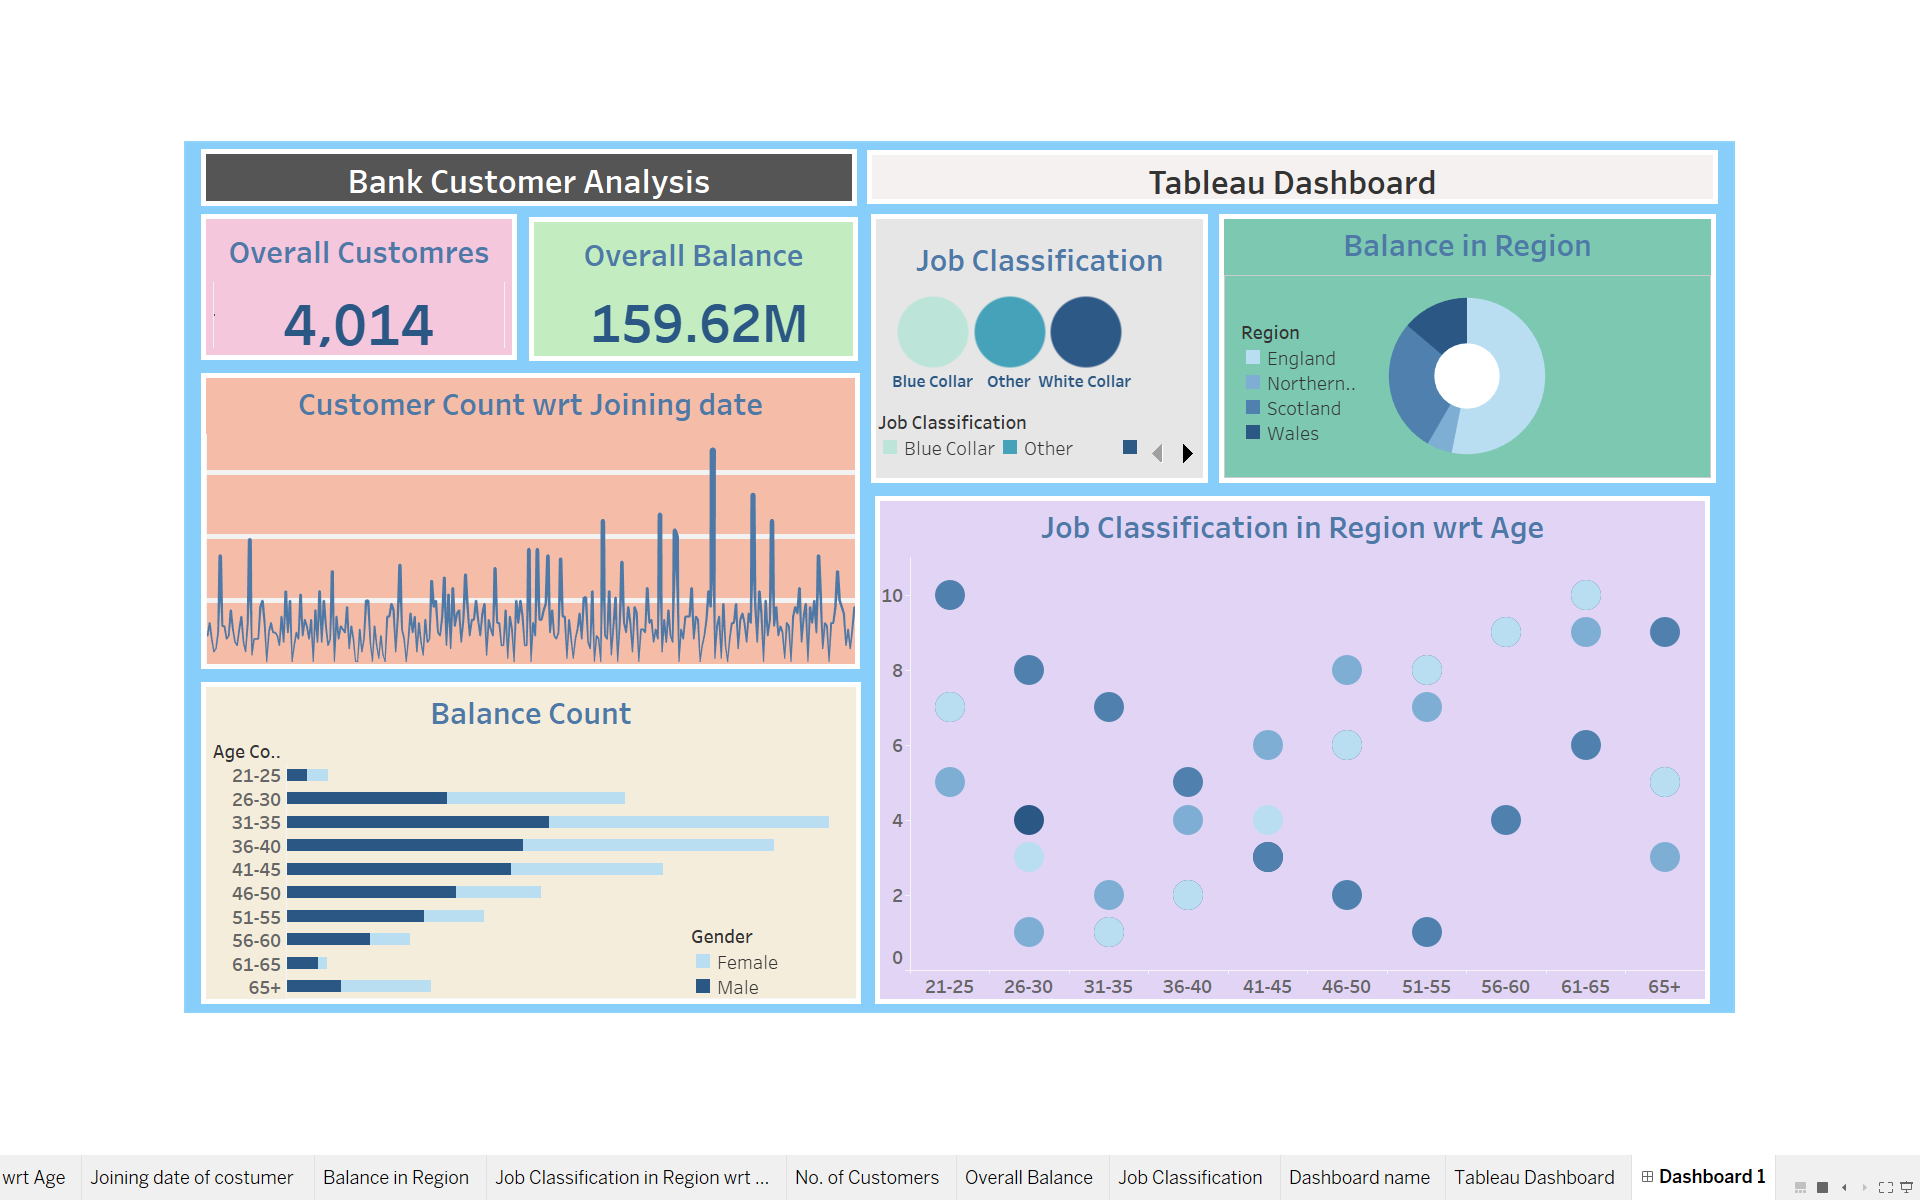 Bank Customer Analysis
Tableau Dashboard
Overall Customres
4,014
Overall Balance
159.62M
Job Classification
Blue Collar Other White Collar
Job Classification
Blue Collar Other
Balance in Region
Region
England
Northern..
Scotland
Wales
Customer Count wrt Joining date
Balance Count
Age Co..
21-25
26-30
31-35
36-40
41-45
46-50
51-55
56-60
61-65
65+
Gender
Female
Male
Job Classification in Region wrt Age
10
8
6
4
2
0
21-25 26-30 31-35 36-40 41-45 46-50 51-55 56-60 61-65 65+
wrt Age Joining date of costumer Balance in Region Job Classification in Region wrt ... No. of Customers Overall Balance Job Classification Dashboard name Tableau Dashboard Dashboard 1